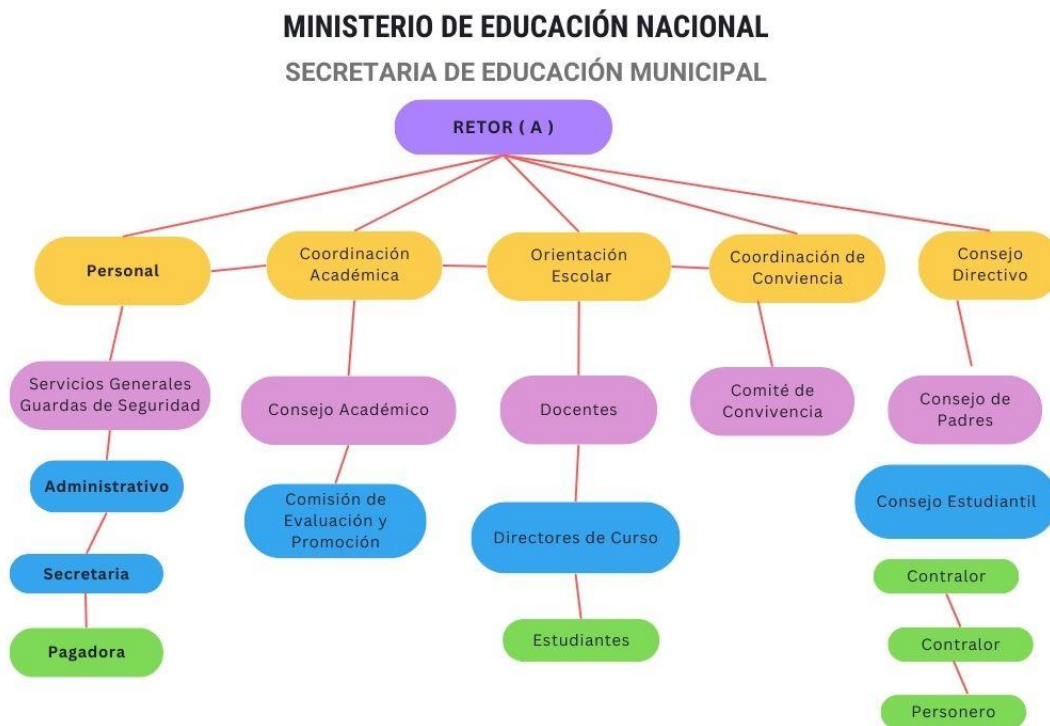 MINISTERIO DE EDUCACIÓN NACIONAL
SECRETARIA DE EDUCACIÓN MUNICIPAL
RETOR ( A )
Personal
Coordinación
Académica
Orientación
Escolar
Coordinación de
Conviencia
Consejo
Directivo
Servicios Generales
Guardas de Seguridad
Consejo Académico
Docentes
Comité de
Convivencia
Consejo de
Padres
Administrativo
Comisión de
Evaluación y
Promoción
Directores de Curso
Consejo Estudiantil
Secretaria
Contralor
Pagadora
Estudiantes
Contralor
Personero